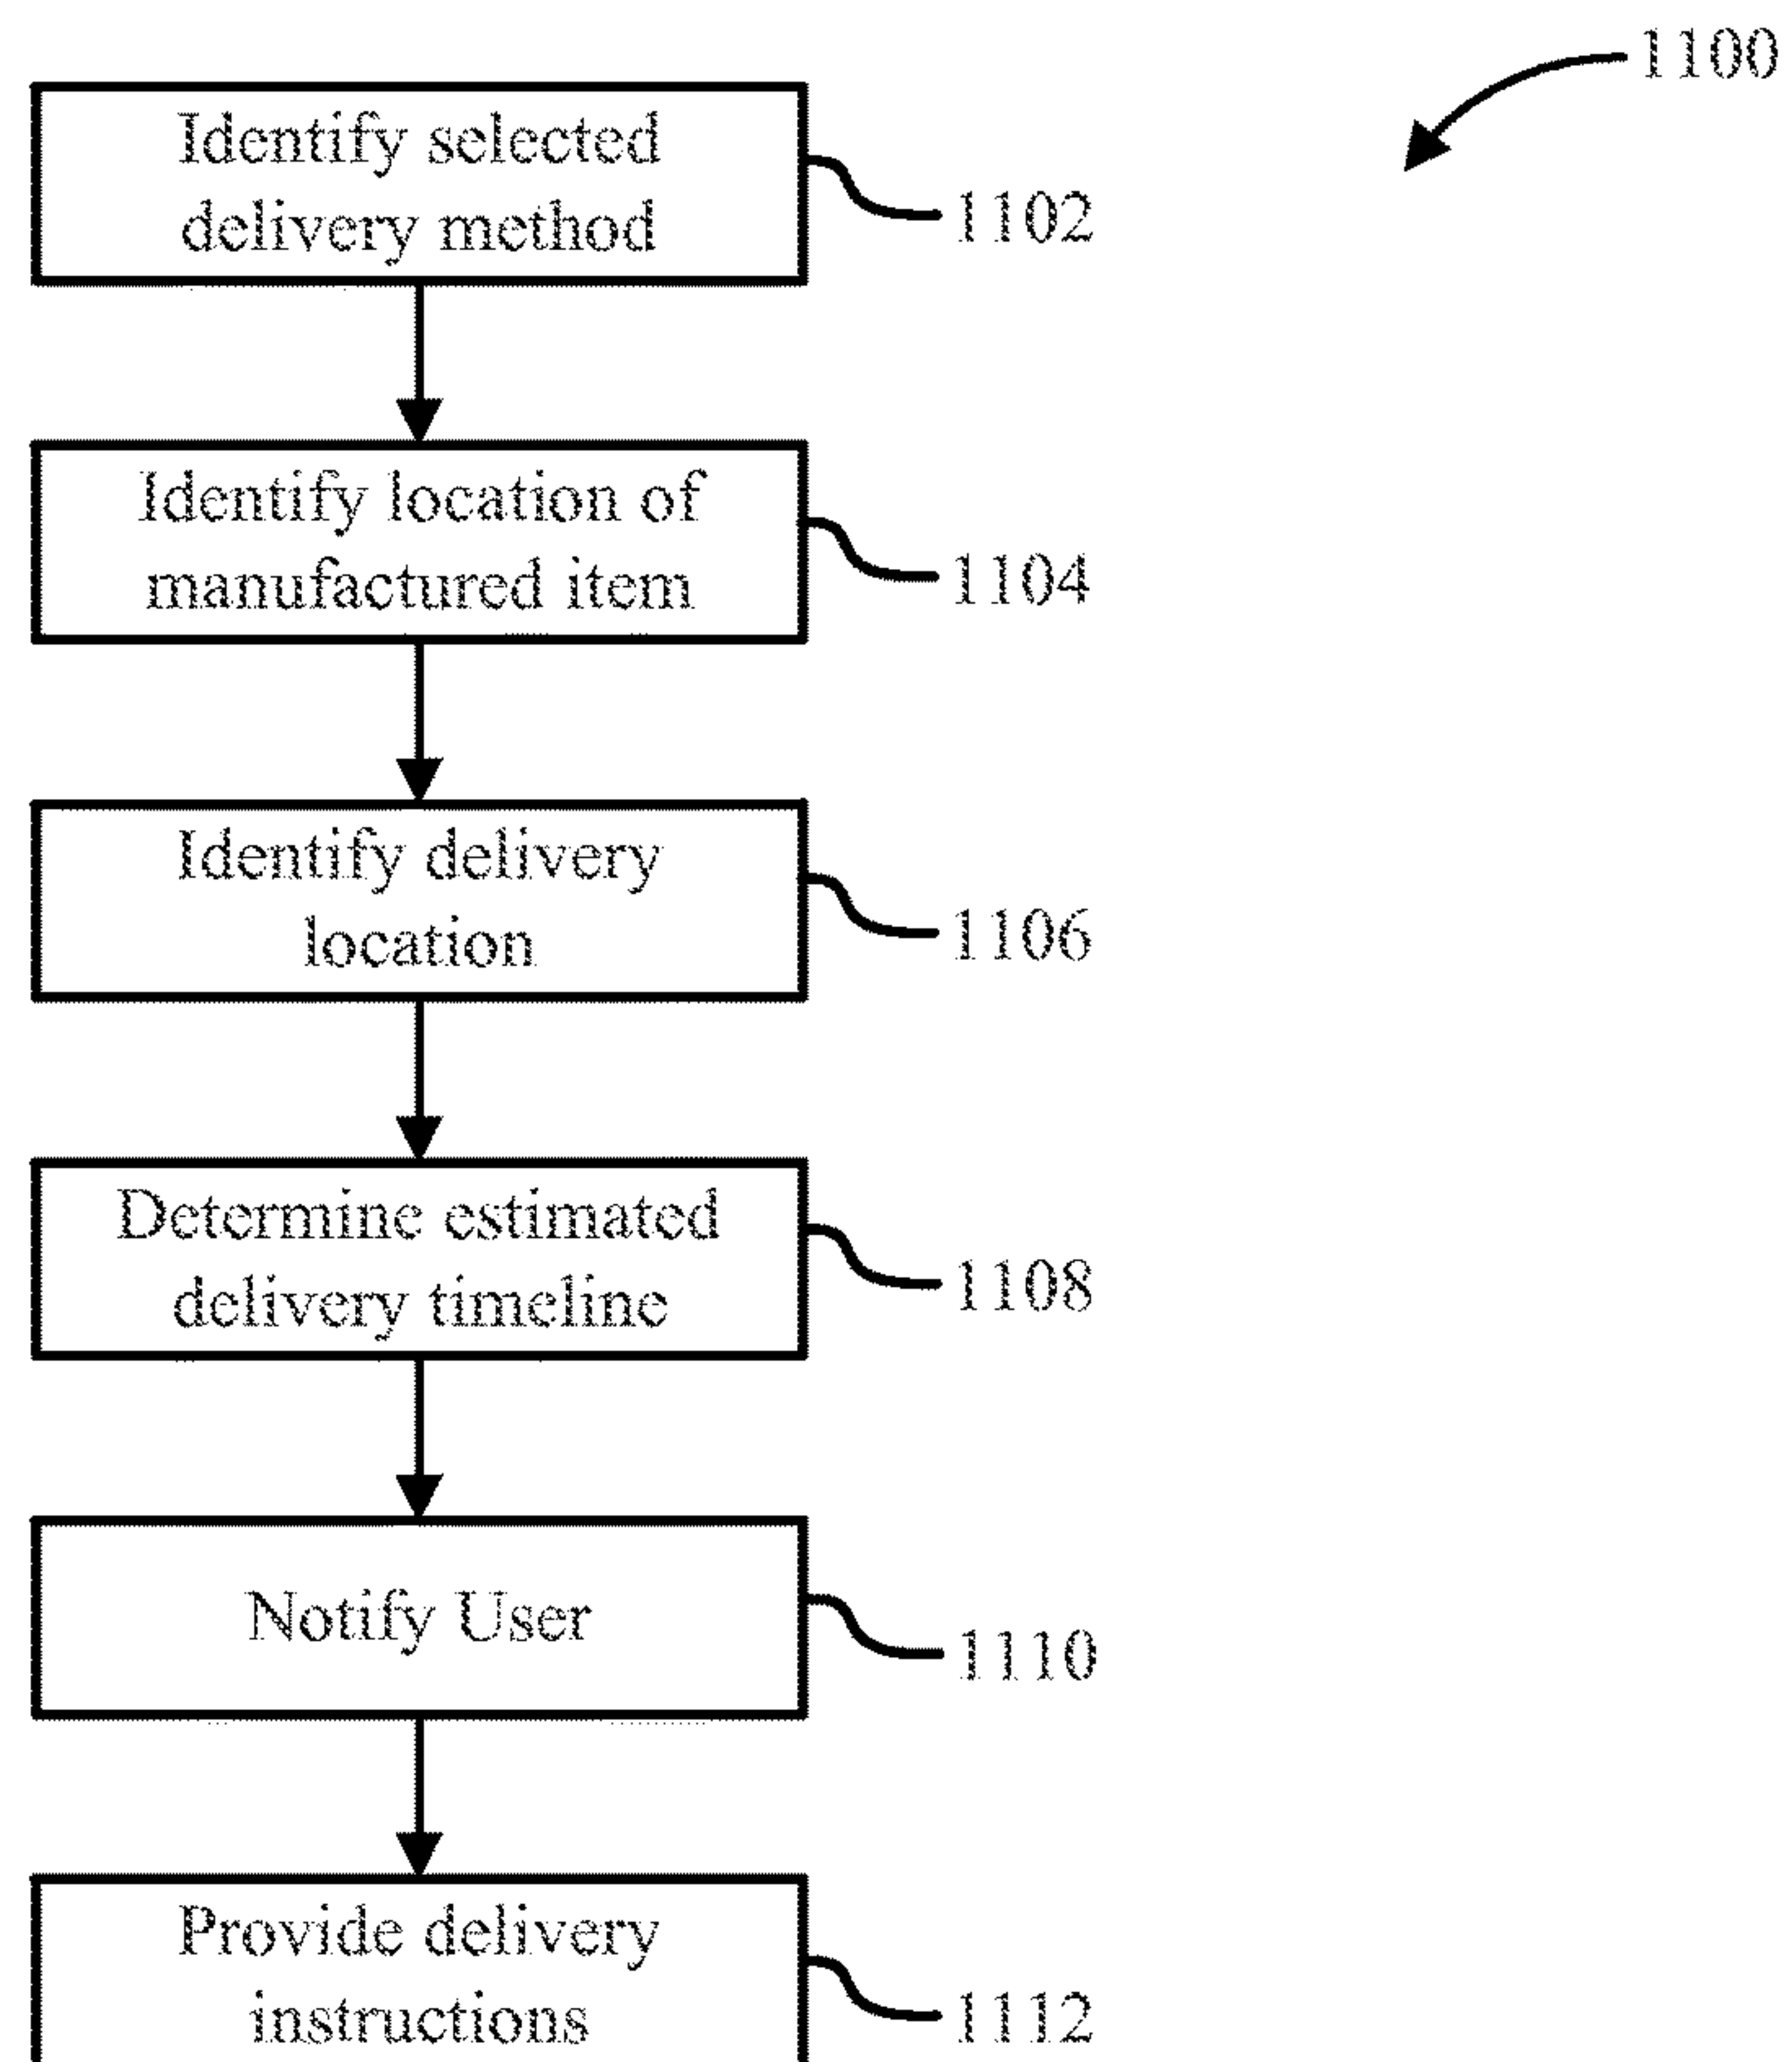 1100
Identify selected
delivery method
1102
Identify location of
manufactured item
1104
Identify delivery
location
1106
Determine estimated
delivery timeline
1108
Notify User
1110
Provide delivery
instructions
1112